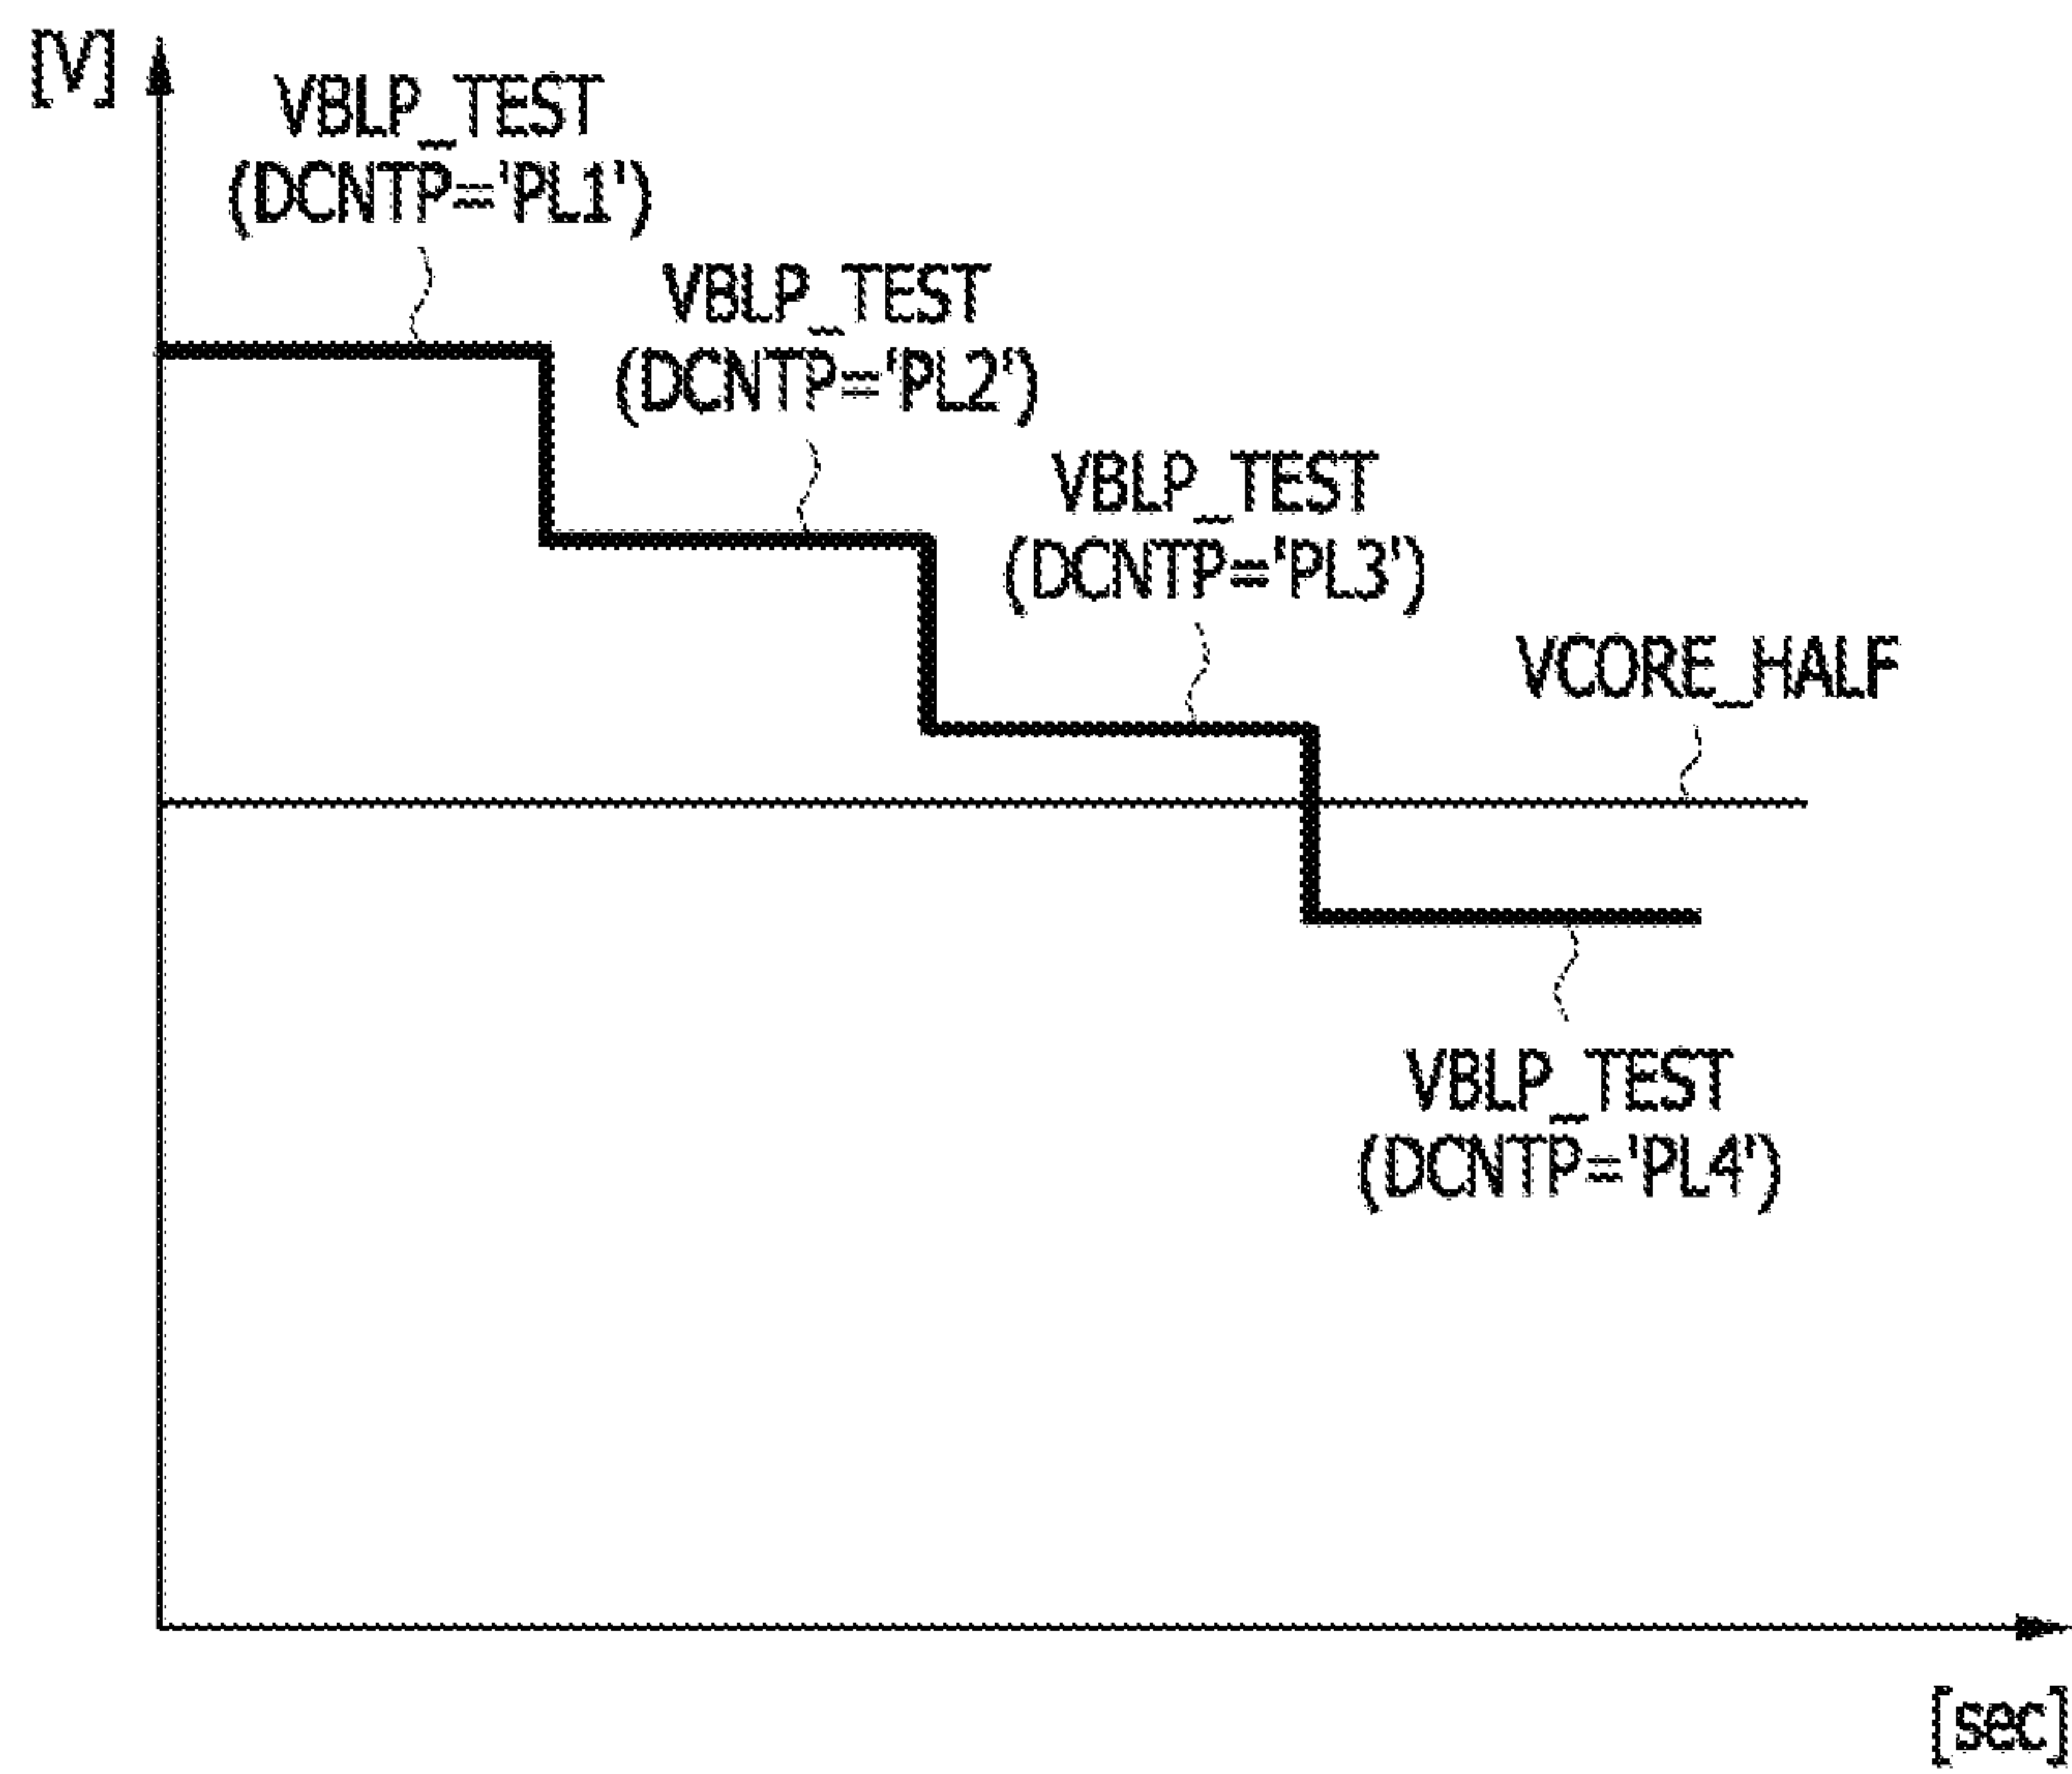 [V]
VBLP_TEST
(DCNTP='PL1')
VBLP_TEST
(DCNTP='PL2')
VBLP_TEST
(DCNTP='PL3')
VCORE_HALF
VBLP_TEST
(DCNTP='PL4')
[sec]